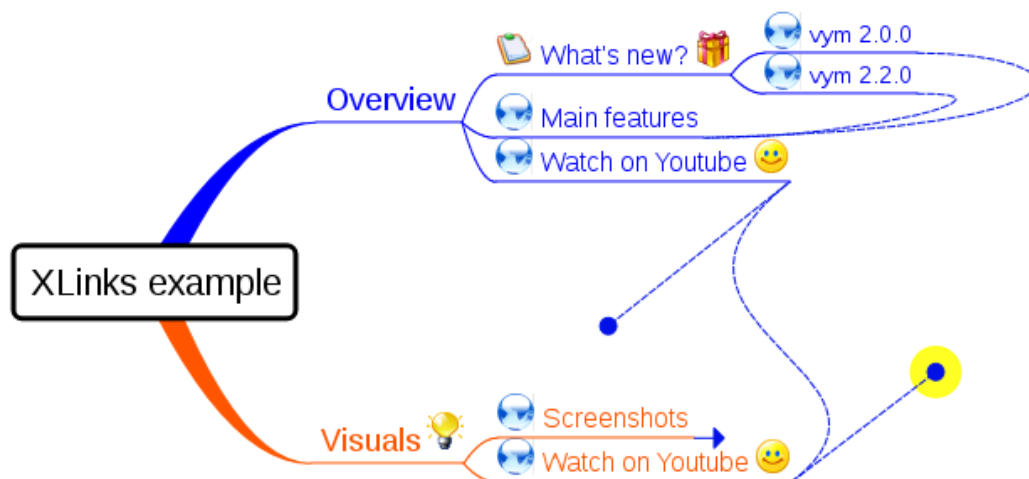 XLinks example
Overview
What's new?
vym 2.0.0
vym 2.2.0
Main features
Watch on Youtube
Visuals
Screenshots
Watch on Youtube